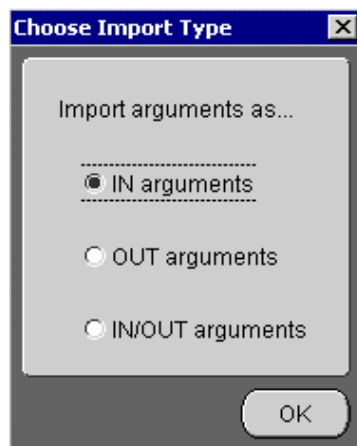 Choose Import Type
Import arguments as...
IN arguments
OUT arguments
IN/OUT arguments
OK